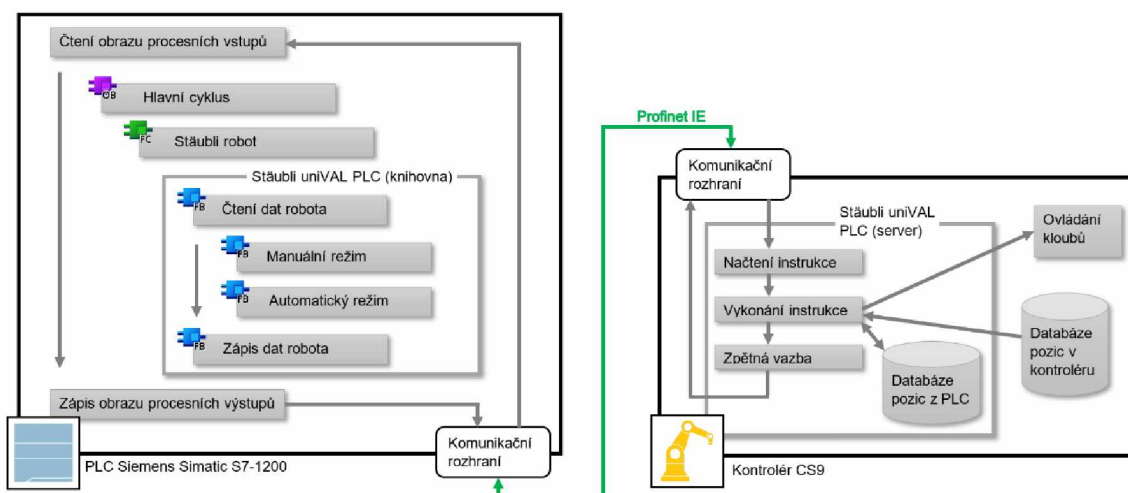 Čtení obrazu procesních vstupů
OB
Hlavní cyklus
FC
Stäubli robot
Stäubli uniVAL PLC (knihovna)
FB
Čtení dat robota
FB
Manuální režim
FB
Automatický režim
FB
Zápis dat robota
Zápis obrazu procesních výstupů
Komunikační
rozhraní
PLC Siemens Simatic S7-1200
Profinet IE
Komunikační
rozhraní
Stäubli uniVAL
PLC (server)
Ovládání
kloubů
Načtení instrukce
Vykonání instrukce
Zpětná vazba
Databáze
pozic v
kontroléru
Databáze
pozic z PLC
Kontrolér CS9